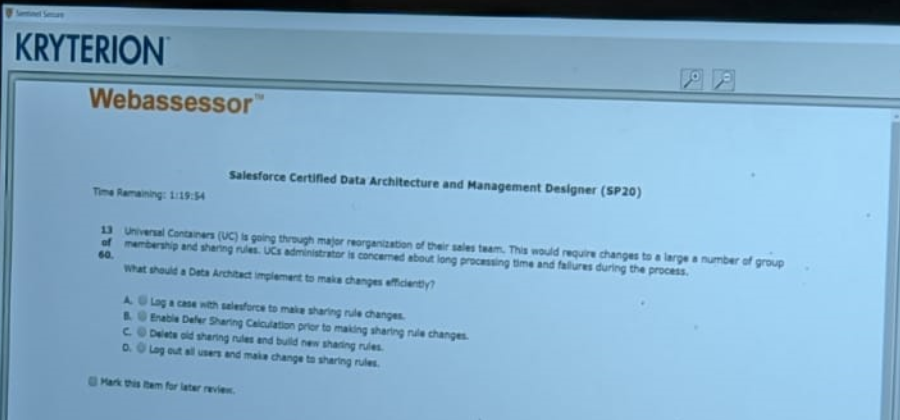 Sentinel Secure
KRYTERION
Webassessor™
Salesforce Certified Data Architecture and Management Designer (SP20)
Time Remaining: 1:19:54
13 of 60. Universal Containers (UC) is going through major reorganization of their sales team. This would require changes to a large a number of group
membership and sharing rules. UCs administrator is concerned about long processing time and failures during the process.
What should a Data Architect implement to make changes efficiently?
A. Log a case with salesforce to make sharing rule changes.
B. Enable Defer Sharing Calculation prior to making sharing rule changes.
C. Delete old sharing rules and build new sharing rules.
D. Log out all users and make change to sharing rules.
Mark this item for later review.